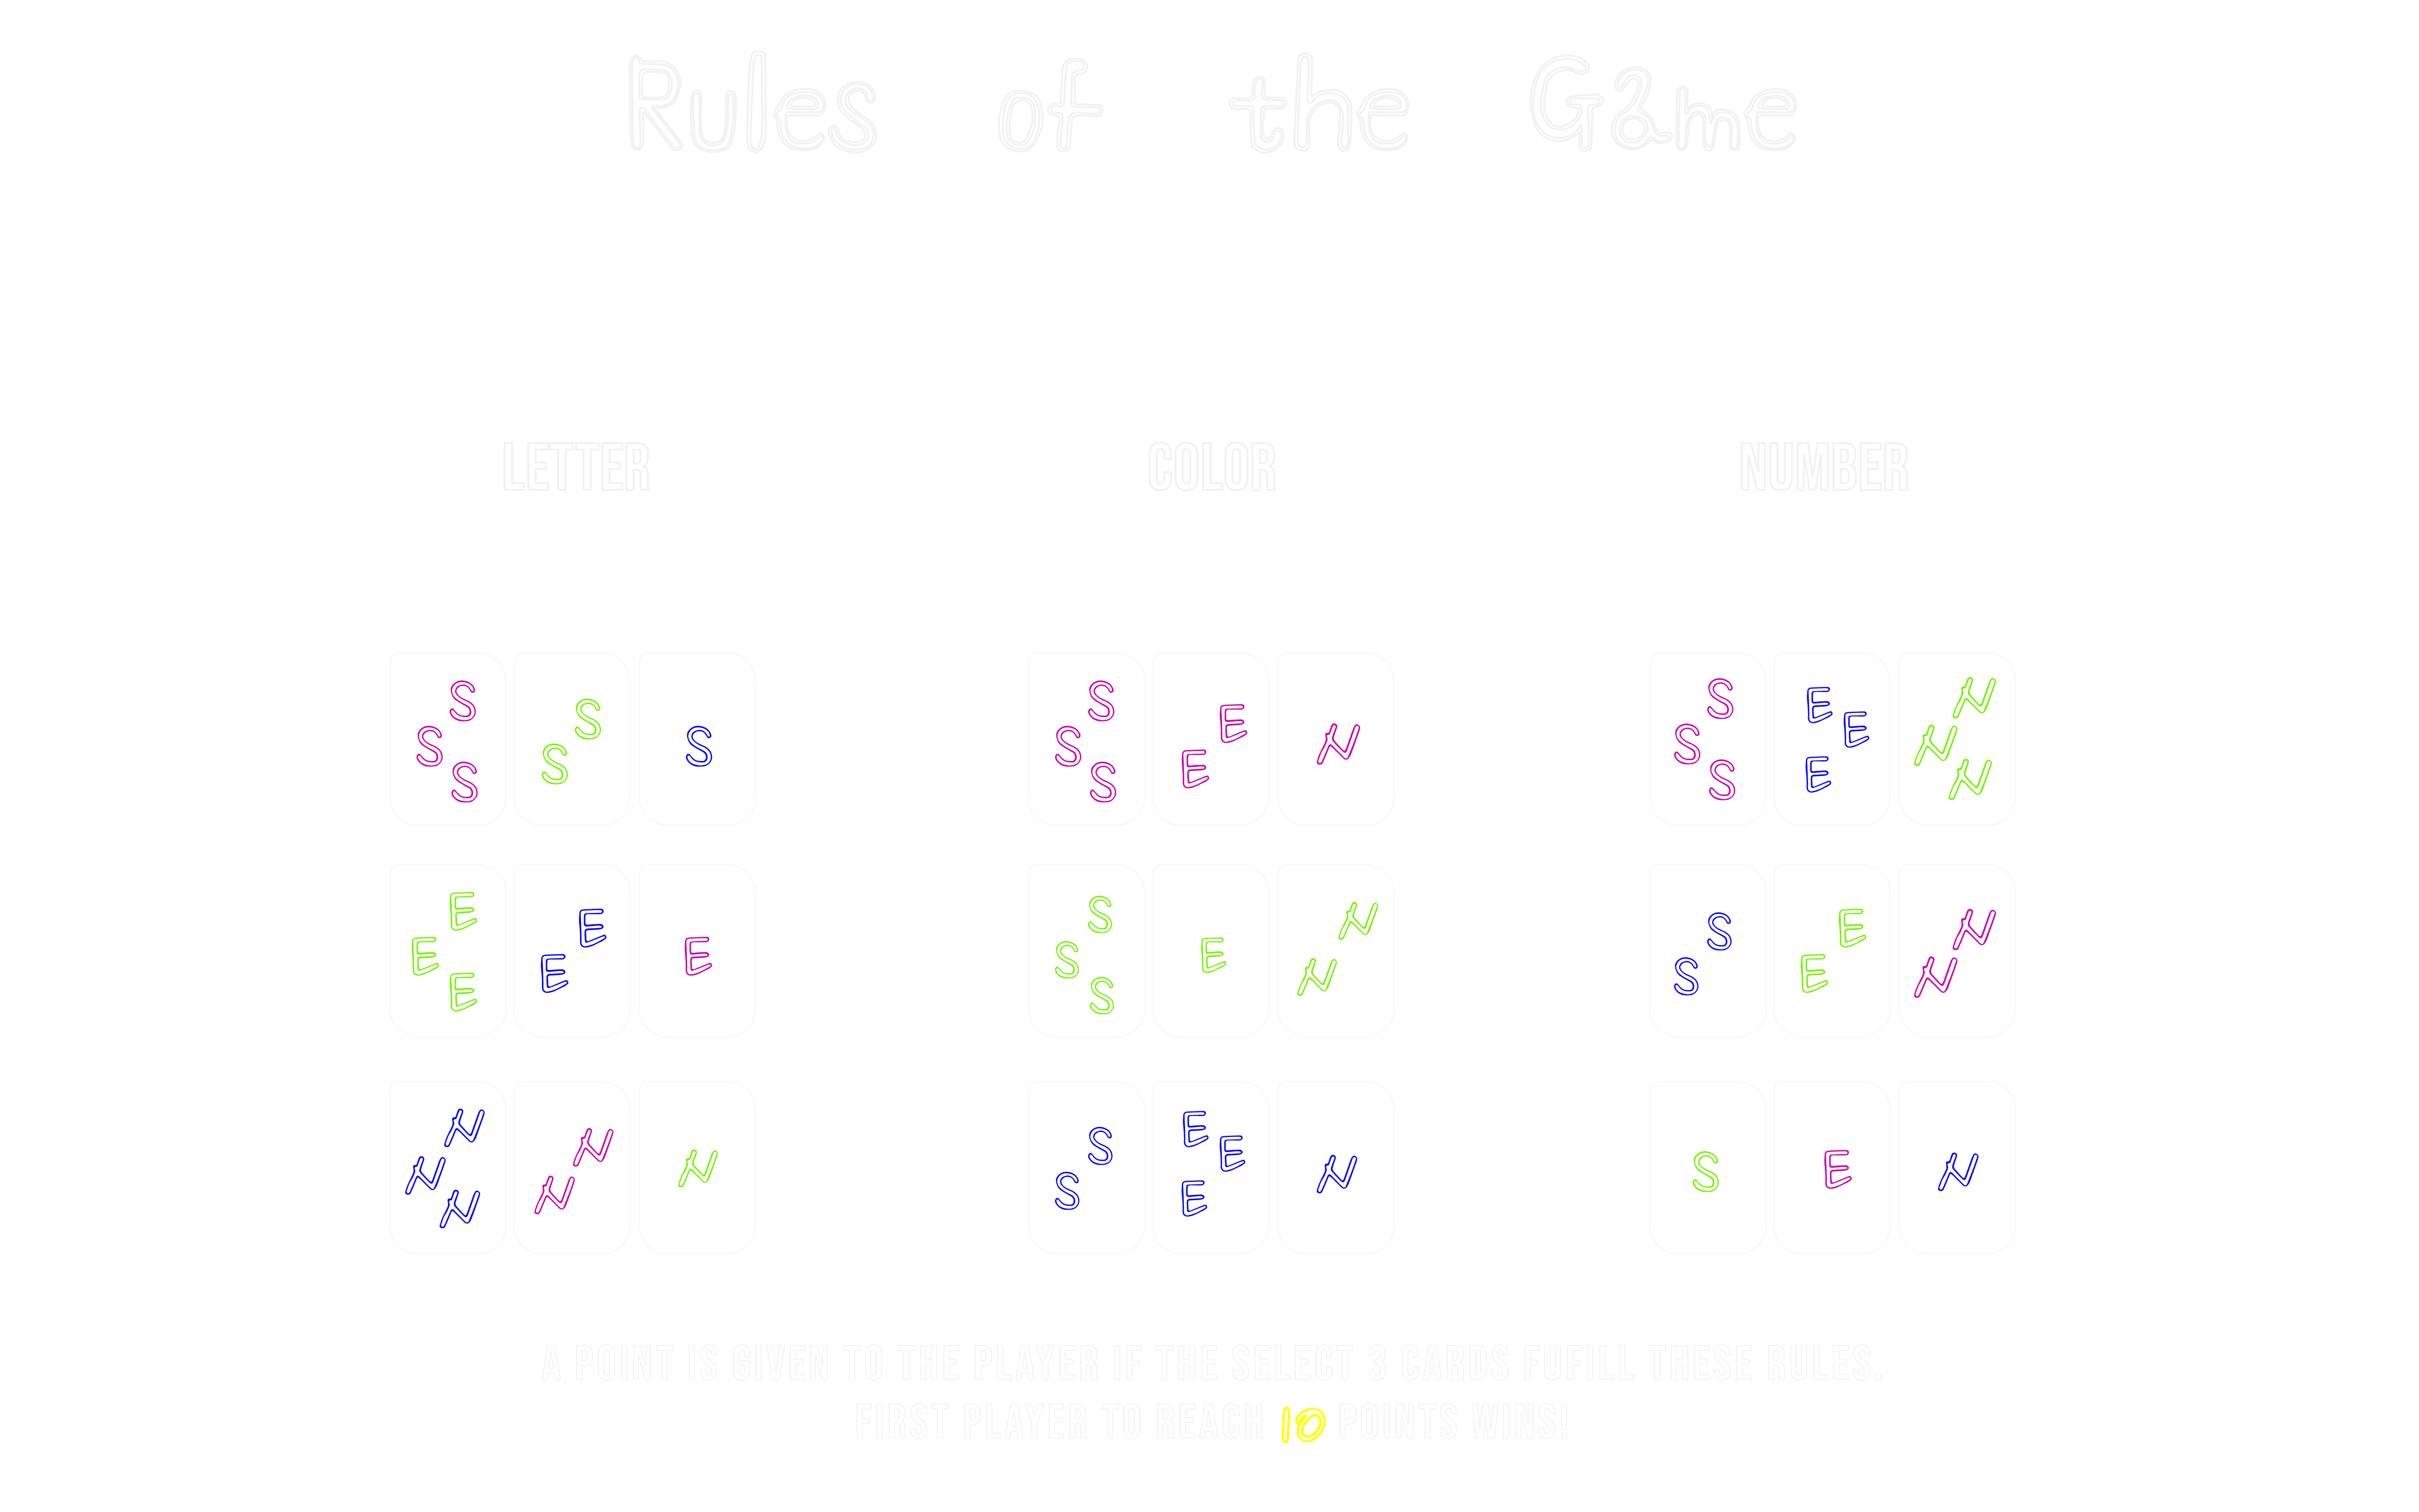 Rules of the Game
LETTER COLOR NUMBER
S S S S S S S S S E E N S S S E E E N N N
E E E E E E S S S E N N S S E E N N
N N N N N N S S E E E N S E N
A POINT IS GIVEN TO THE PLAYER IF THE SELECT 3 CARDS FUFILL THESE RULES.
FIRST PLAYER TO REACH 10 POINTS WINS!